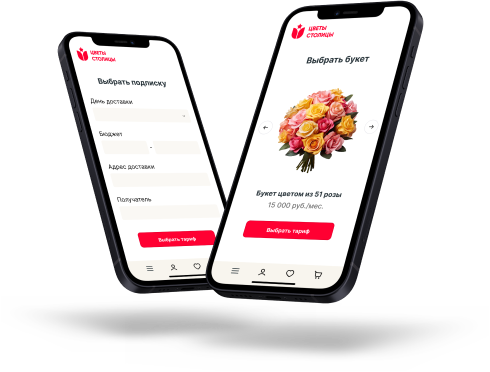 ЦВЕТЫ
СТОЛИЦЫ
Выбрать подписку
День доставки
Бюджет
-
Адрес доставки
Получатель
Выбрать тариф
ЦВЕТЫ
СТОЛИЦЫ
Выбрать букет
Букет цветом из 51 розы
15 000 руб./мес.
Выбрать тариф